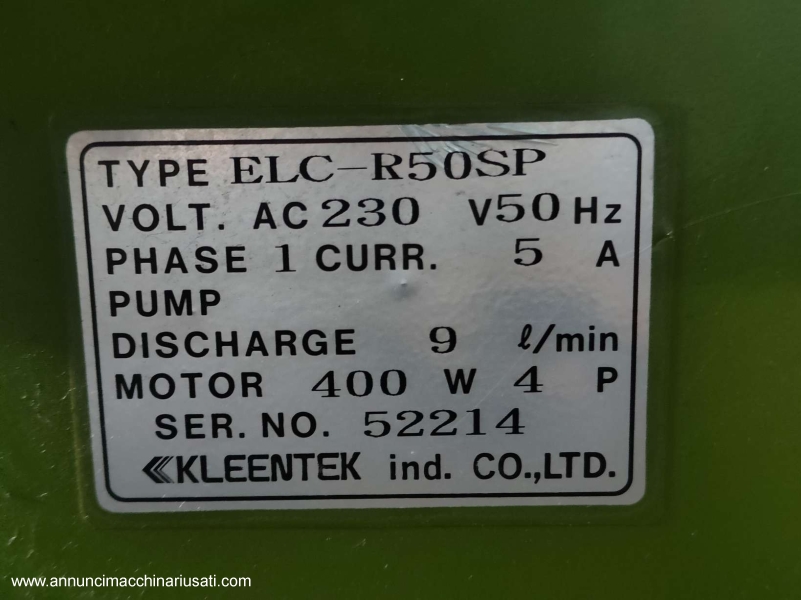 TYPE ELC-R50SP
VOLT. AC 230 V 50 Hz
PHASE 1 CURR. 5 A
PUMP
DISCHARGE 9 ℓ/min
MOTOR 400 W 4 P
SER. NO. 52214
KLEENTEK ind. CO.,LTD.
www.annuncimacchinariusati.com